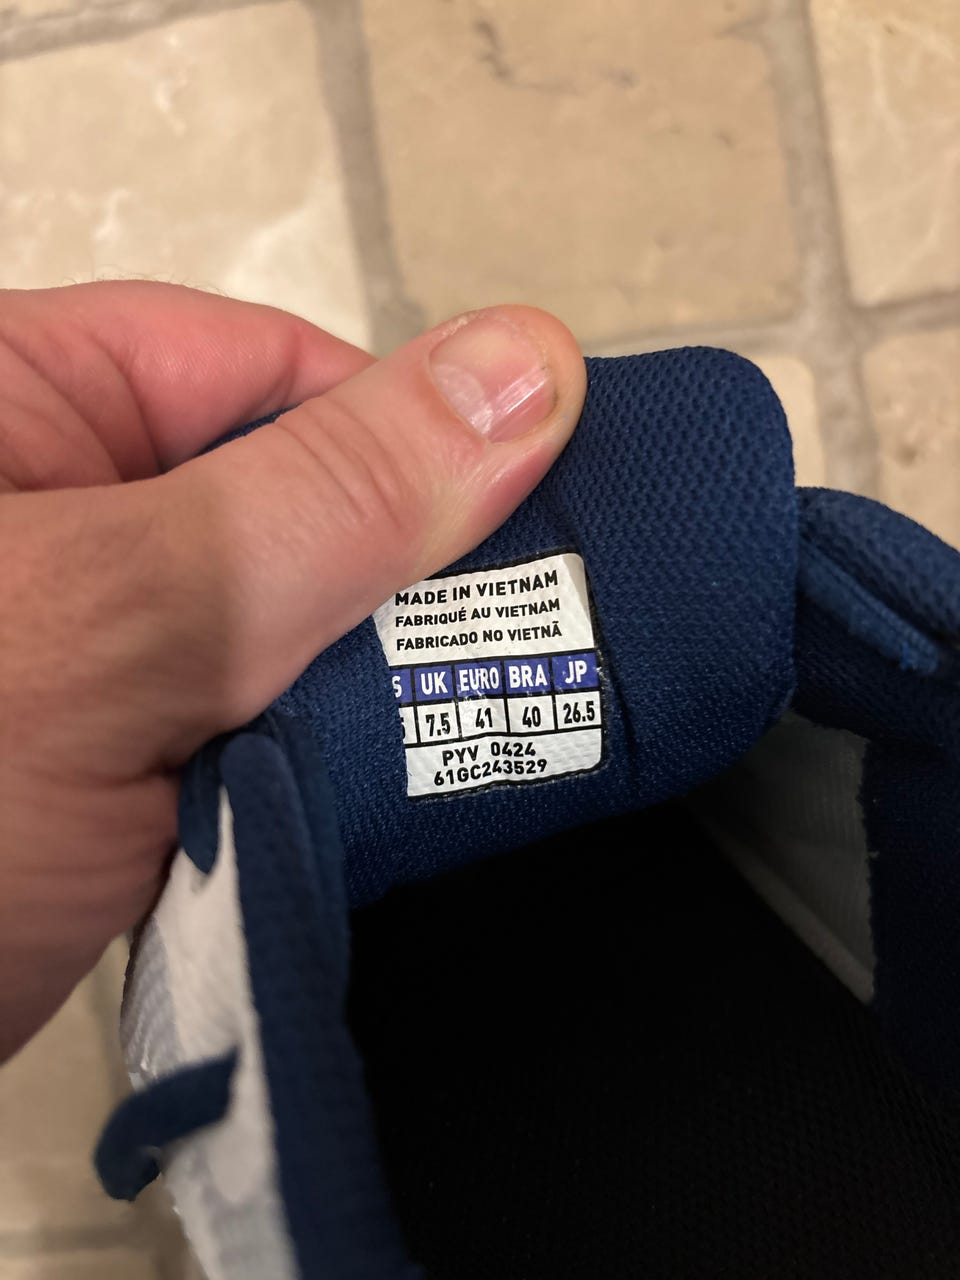 MADE IN VIETNAM
FABRIQUÉ AU VIETNAM
FABRICADO NO VIETNÃ
S UK EURO BRA JP
5 7.5 41 40 26.5
PYV 0424
61GC243529